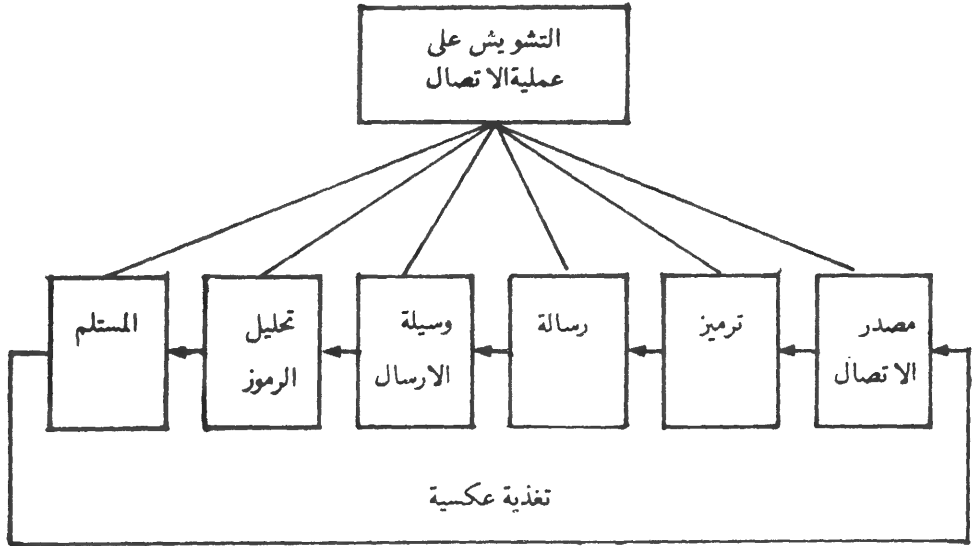 التشويش على
عملية الاتصال
مصدر
الاتصال
ترميز
رسالة
وسيلة
الارسال
تحليل
الرموز
المستلم
تغذية عكسية